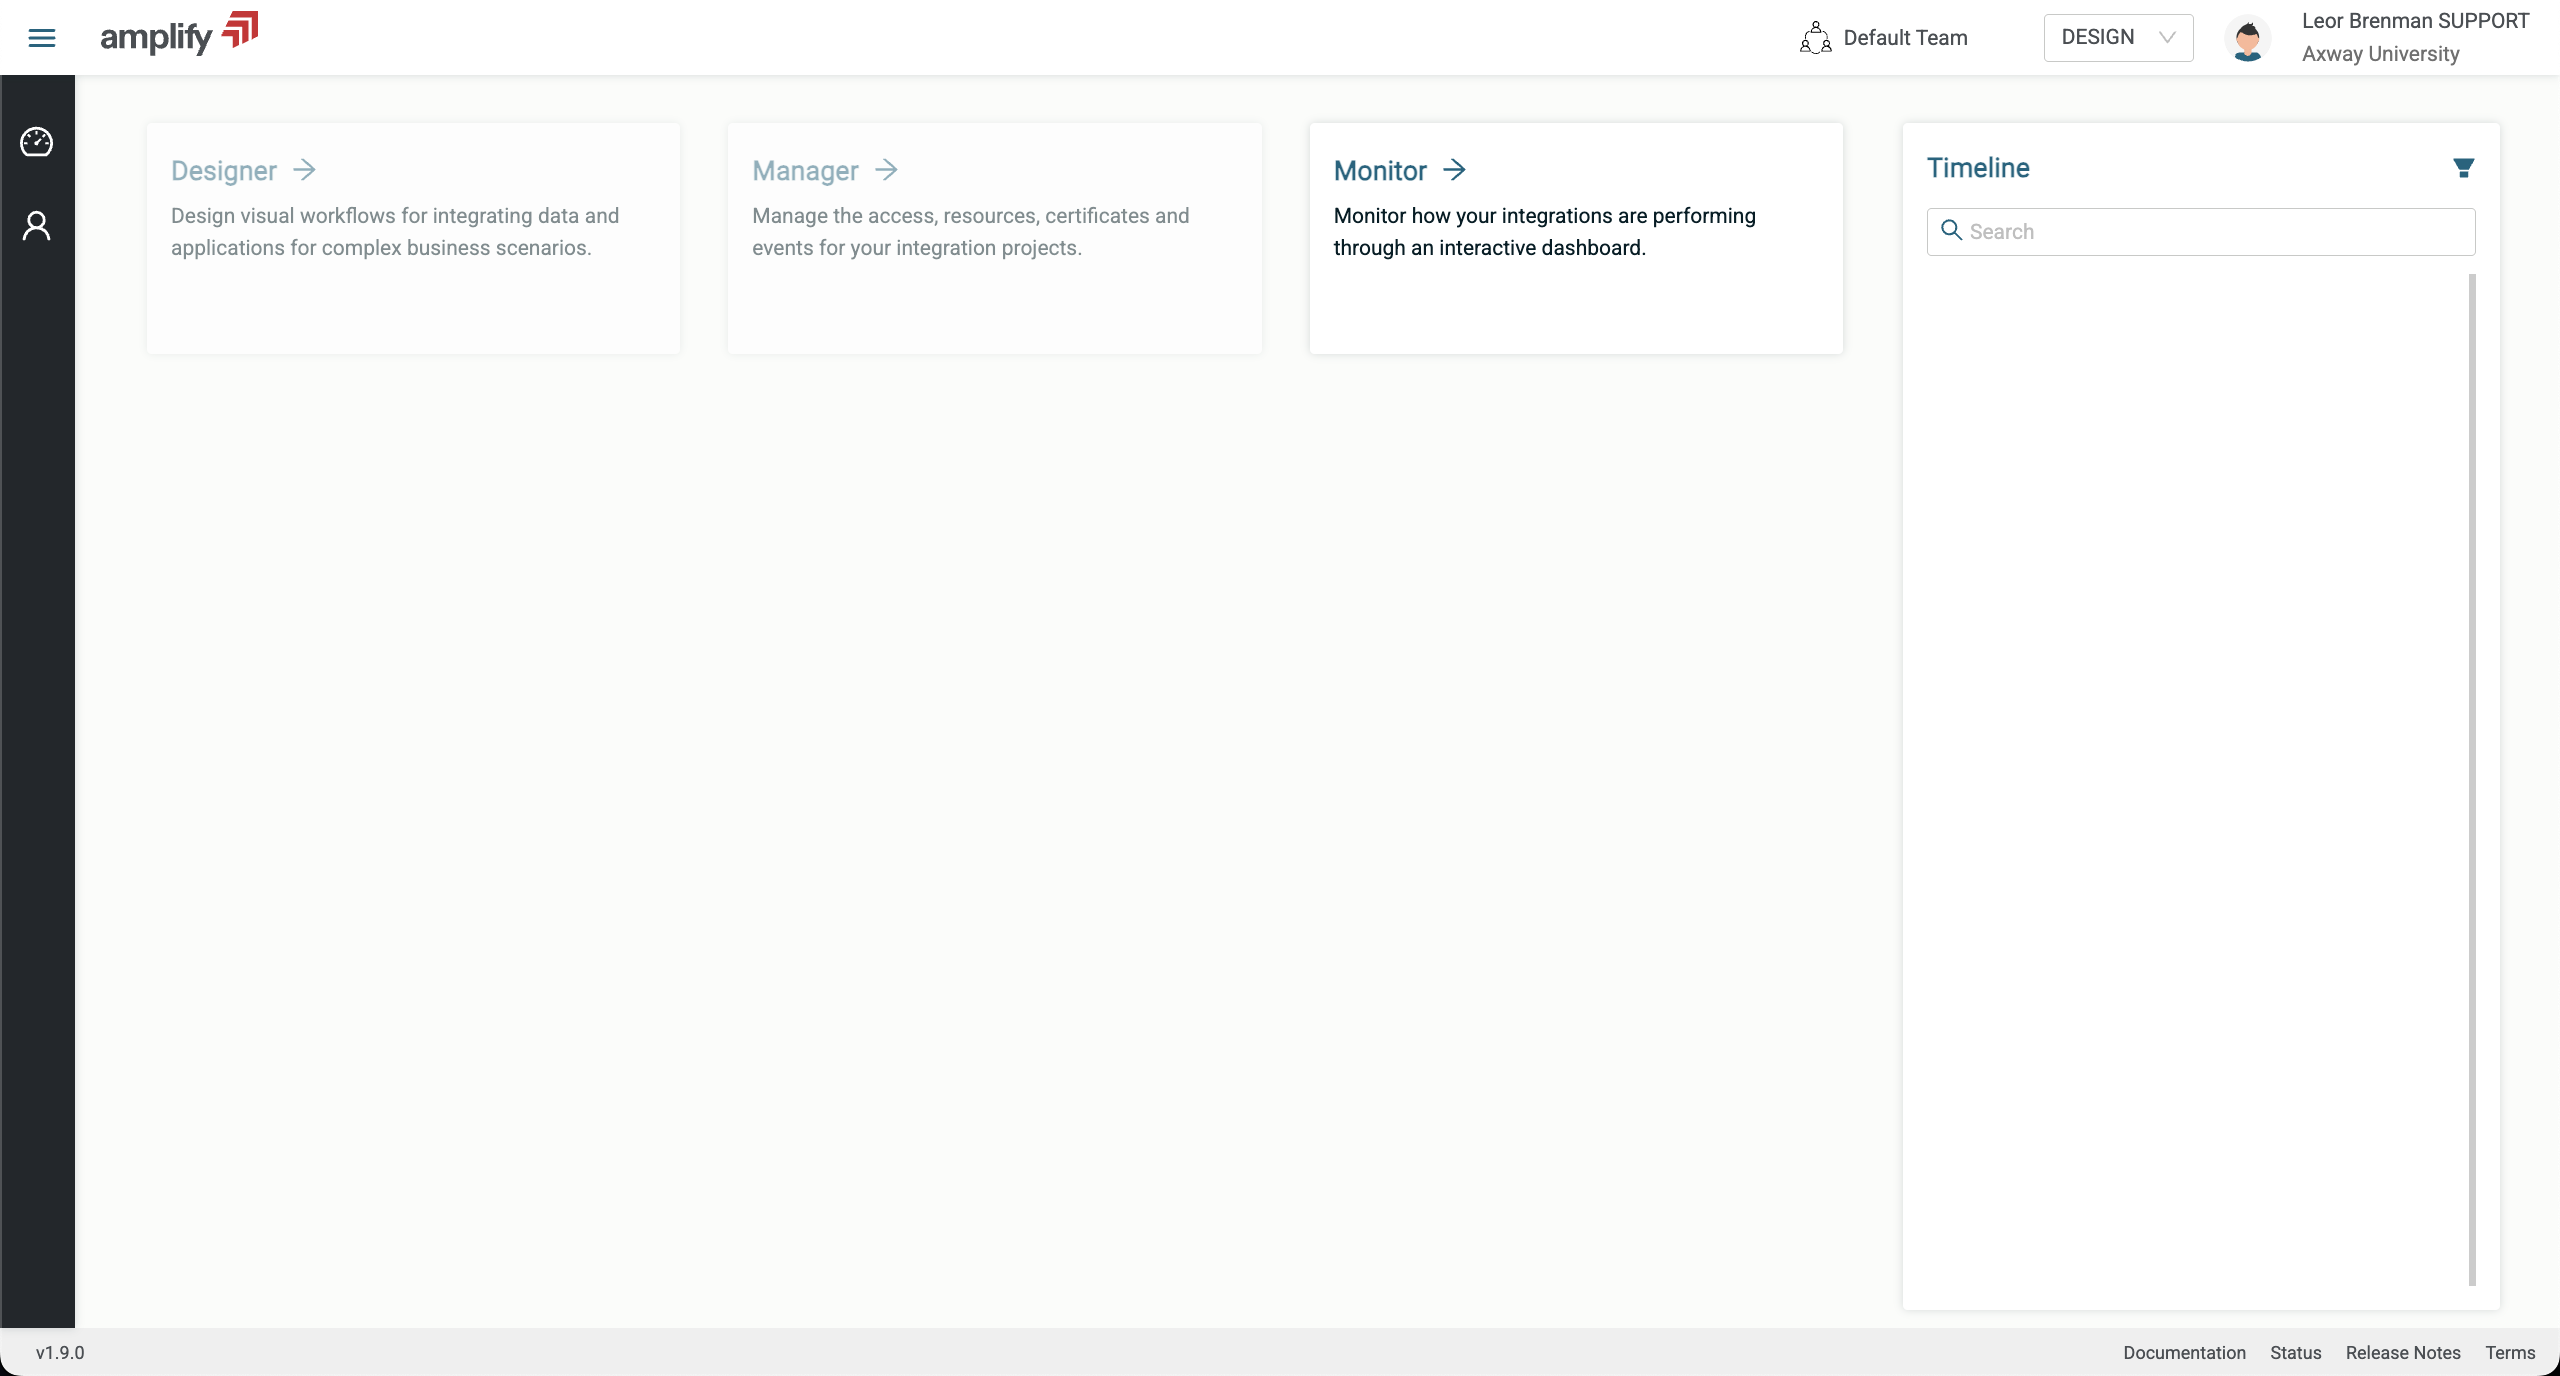 amplify
Default Team
DESIGN
Leor Brenman SUPPORT
Axway University
Designer
Design visual workflows for integrating data and
applications for complex business scenarios.
Manager
Manage the access, resources, certificates and
events for your integration projects.
Monitor
Monitor how your integrations are performing
through an interactive dashboard.
Timeline
Search
v1.9.0
Documentation
Status
Release Notes
Terms